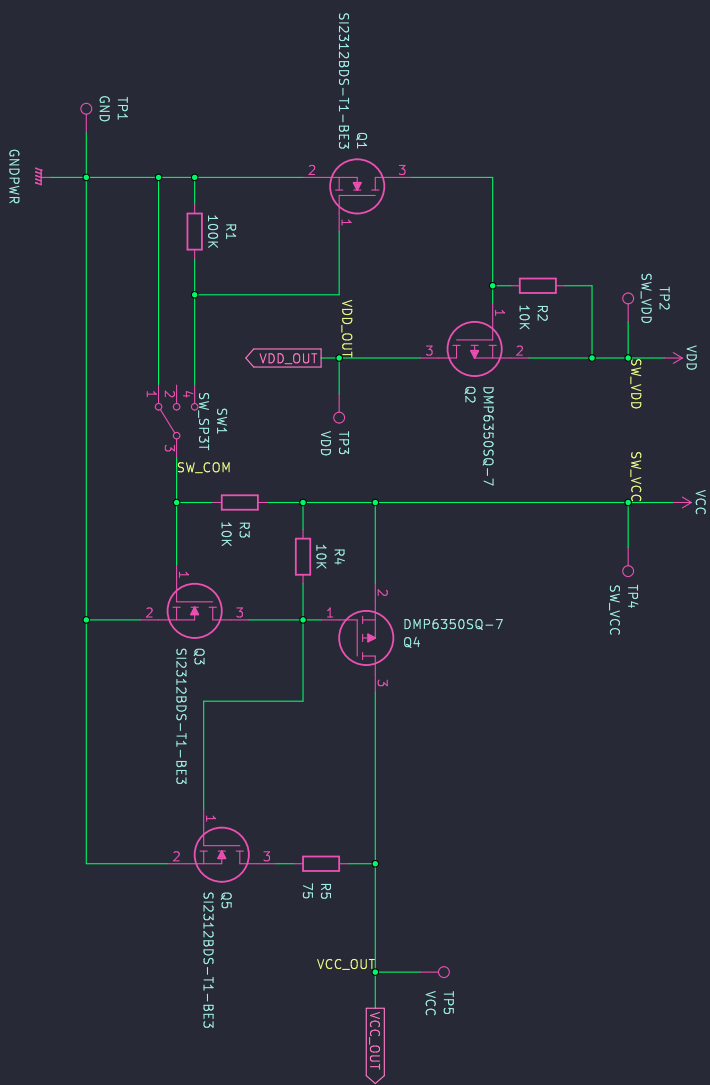 SI2312BDS-T1-BE3
Q1
TP1
GND
GNDPWR
2
3
1
R1
100K
R2
10K
TP2
SW_VDD
VDD
SW_VDD
VDD_OUT
VDD_OUT
3
1
2
Q2
DMP6350SQ-7
TP3
VDD
1
2
4
3
SW1
SW_SP3T
SW_COM
SW_VCC
VCC
R3
10K
R4
10K
TP4
SW_VCC
1
2
3
Q3
SI2312BDS-T1-BE3
2
1
3
DMP6350SQ-7
Q4
1
2
3
Q5
SI2312BDS-T1-BE3
R5
75
VCC_OUT
TP5
VCC
VCC_OUT